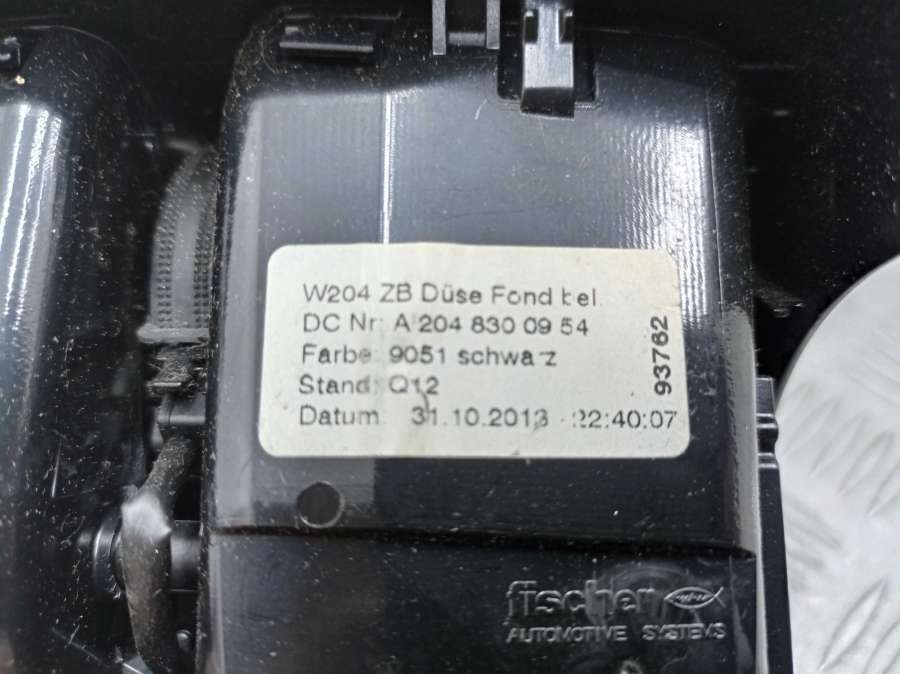 W204 ZB Düse Fond bel.
DC Nr: A 204 830 09 54
Farbe: 9051 schwarz
Stand: Q12
Datum: 31.10.2013 22:40:07
93762
fischer
AUTOMOTIVE SYSTEMS